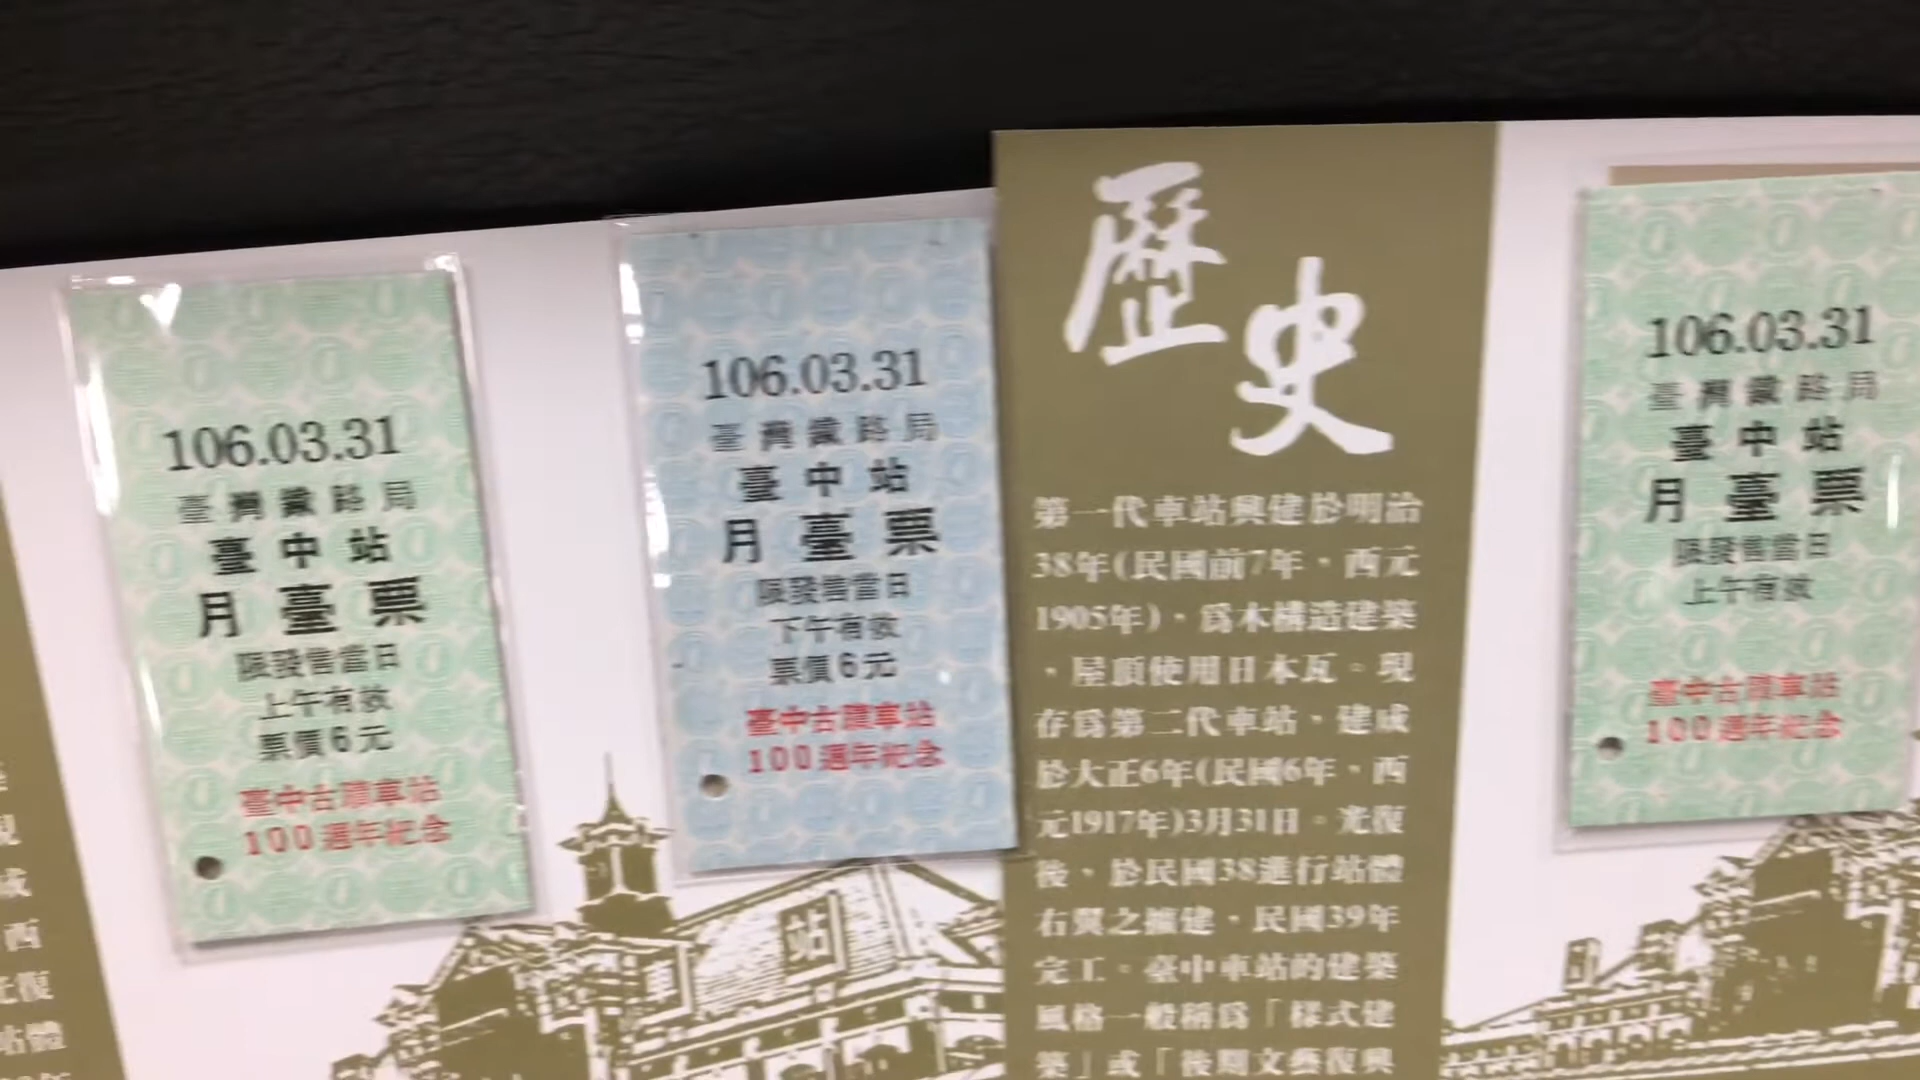 106.03.31
臺灣鐵路局
臺中站
月臺票
限發售當日
上午有效
票價6元
臺中古蹟車站
100週年紀念
106.03.31
臺灣鐵路局
臺中站
月臺票
限發售當日
下午有效
票價6元
臺中古蹟車站
100週年紀念
站
車
歷史
第一代車站興建於明治
38年(民國前7年，西元
1905年)，為木構造建築
，屋頂使用日本瓦。現
存為第二代車站，建成
於大正6年(民國6年，西
元1917年)3月31日。光復
後，於民國38進行站體
右翼之擴建，民國39年
完工。臺中車站的建築
風格一般稱為「樣式建
築」或「後期文藝復興
106.03.31
臺灣鐵路局
臺中站
月臺票
限發售當日
上午有效
臺中古蹟車站
100週年紀念